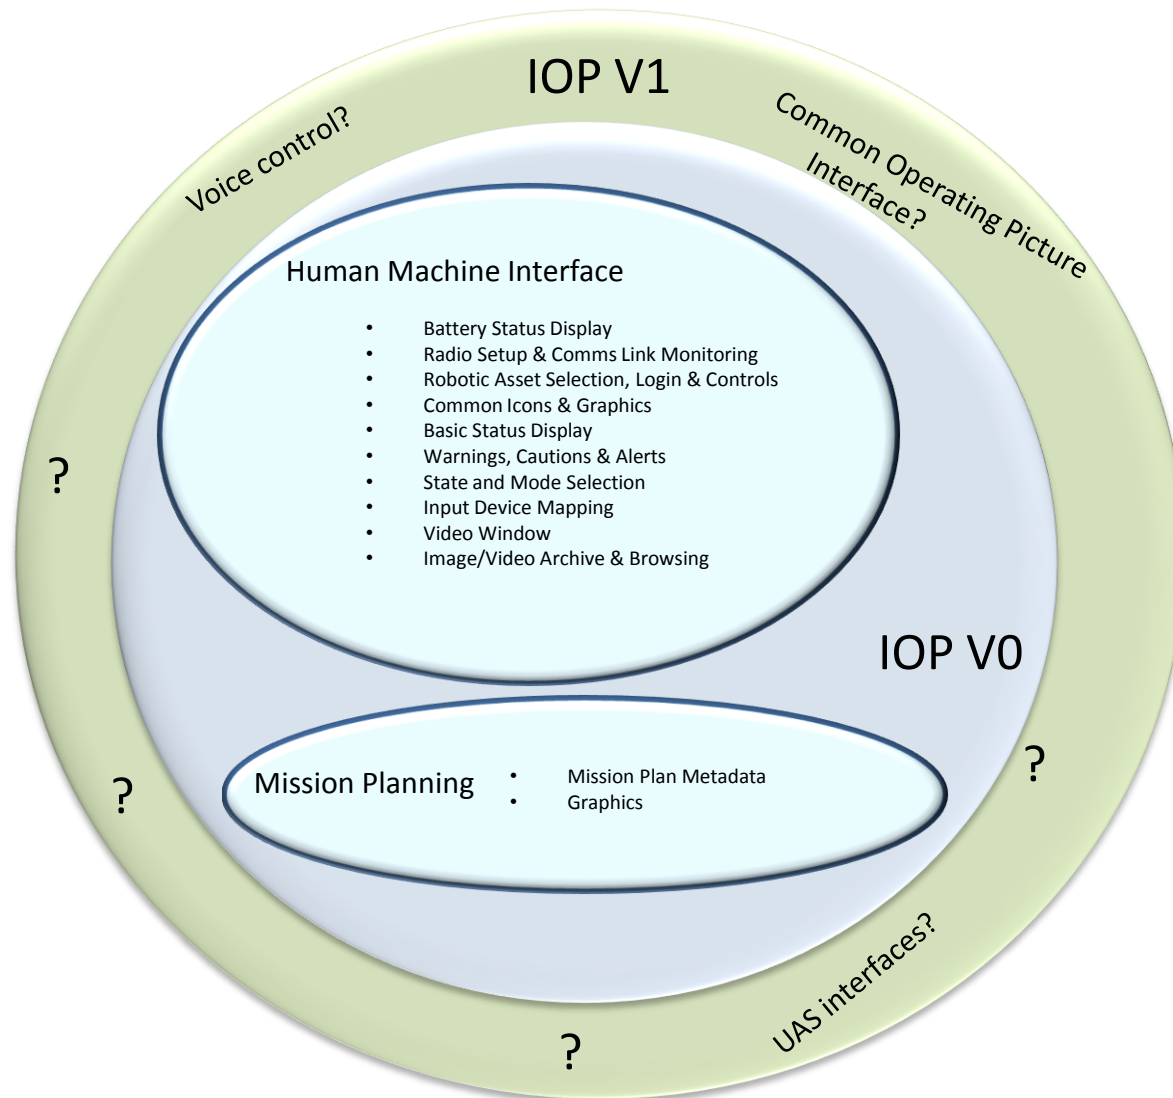 IOP V1
Voice control?
Common Operating Picture
Interface?
Human Machine Interface
• Battery Status Display
• Radio Setup & Comms Link Monitoring
• Robotic Asset Selection, Login & Controls
• Common Icons & Graphics
• Basic Status Display
• Warnings, Cautions & Alerts
• State and Mode Selection
• Input Device Mapping
• Video Window
• Image/Video Archive & Browsing
?
IOP V0
Mission Planning
• Mission Plan Metadata
• Graphics
?
?
UAS interfaces?
?